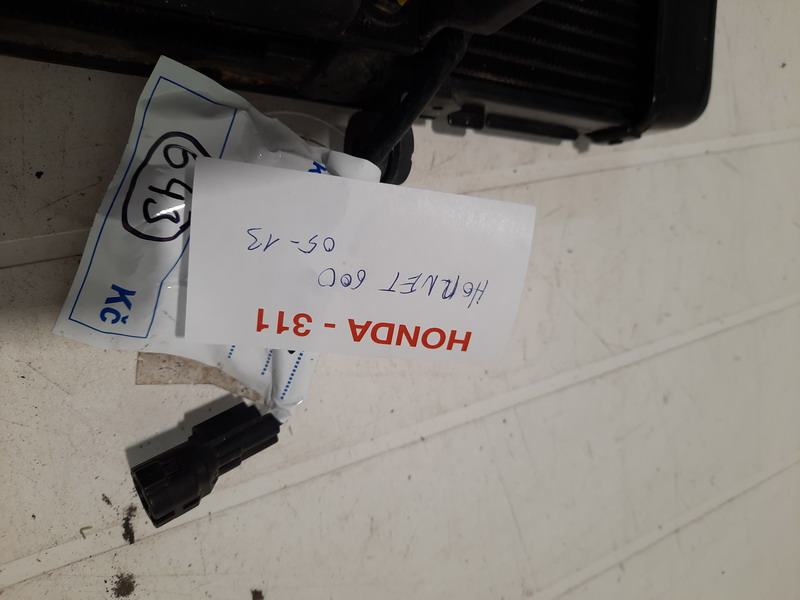 HONDA - 311
HORNET 600
05-13
643
Kč